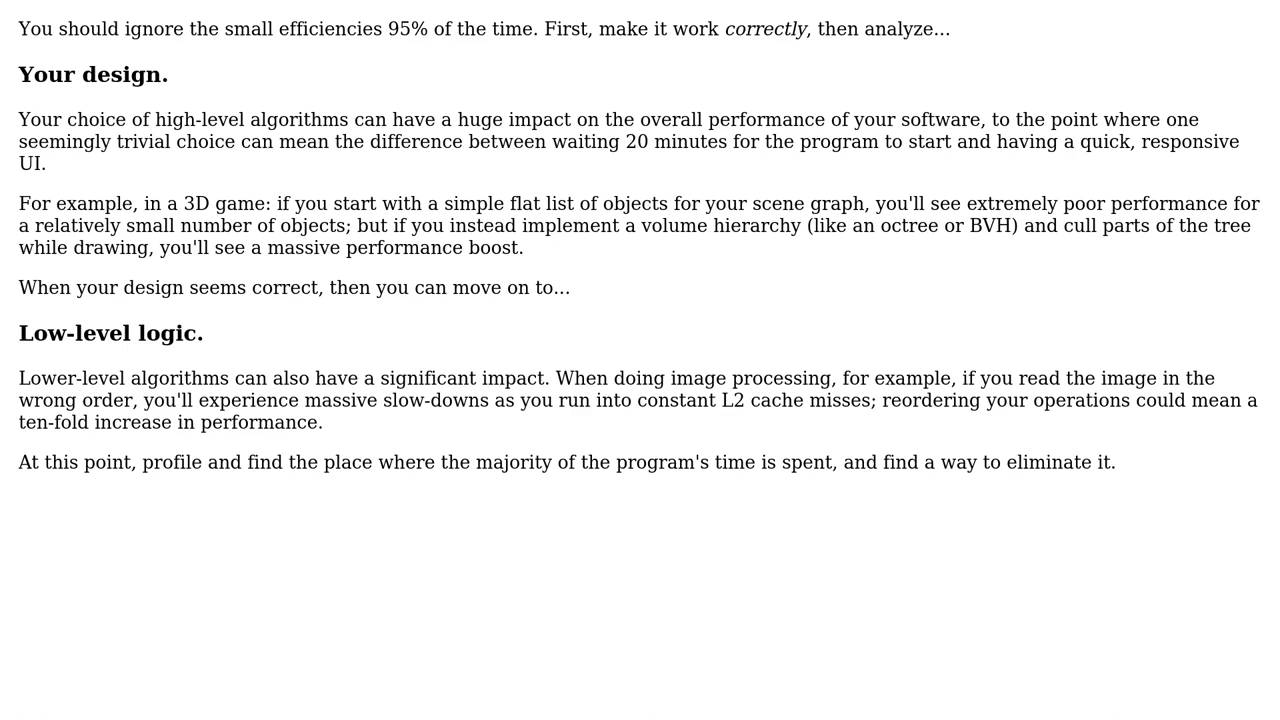 You should ignore the small efficiencies 95% of the time. First, make it work correctly, then analyze...
Your design.
Your choice of high-level algorithms can have a huge impact on the overall performance of your software, to the point where one
seemingly trivial choice can mean the difference between waiting 20 minutes for the program to start and having a quick, responsive
UI.
For example, in a 3D game: if you start with a simple flat list of objects for your scene graph, you'll see extremely poor performance for
a relatively small number of objects; but if you instead implement a volume hierarchy (like an octree or BVH) and cull parts of the tree
while drawing, you'll see a massive performance boost.
When your design seems correct, then you can move on to...
Low-level logic.
Lower-level algorithms can also have a significant impact. When doing image processing, for example, if you read the image in the
wrong order, you'll experience massive slow-downs as you run into constant L2 cache misses; reordering your operations could mean a
ten-fold increase in performance.
At this point, profile and find the place where the majority of the program's time is spent, and find a way to eliminate it.